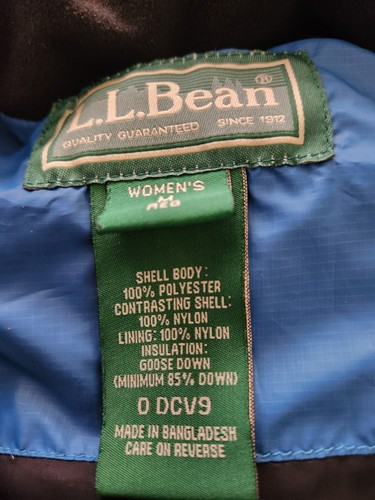 L.L.Bean®
QUALITY GUARANTEED SINCE 1912
WOMEN'S
M
REG
SHELL BODY:
100% POLYESTER
CONTRASTING SHELL:
100% NYLON
LINING: 100% NYLON
INSULATION:
GOOSE DOWN
(MINIMUM 85% DOWN)
0 DCV9
MADE IN BANGLADESH
CARE ON REVERSE